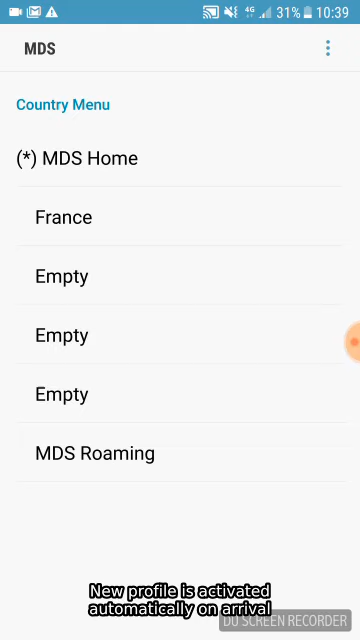 4G 31% 10:39
MDS
Country Menu
(*) MDS Home
France
Empty
Empty
Empty
MDS Roaming
New profile is activated
automatically on arrival
DU SCREEN RECORDER